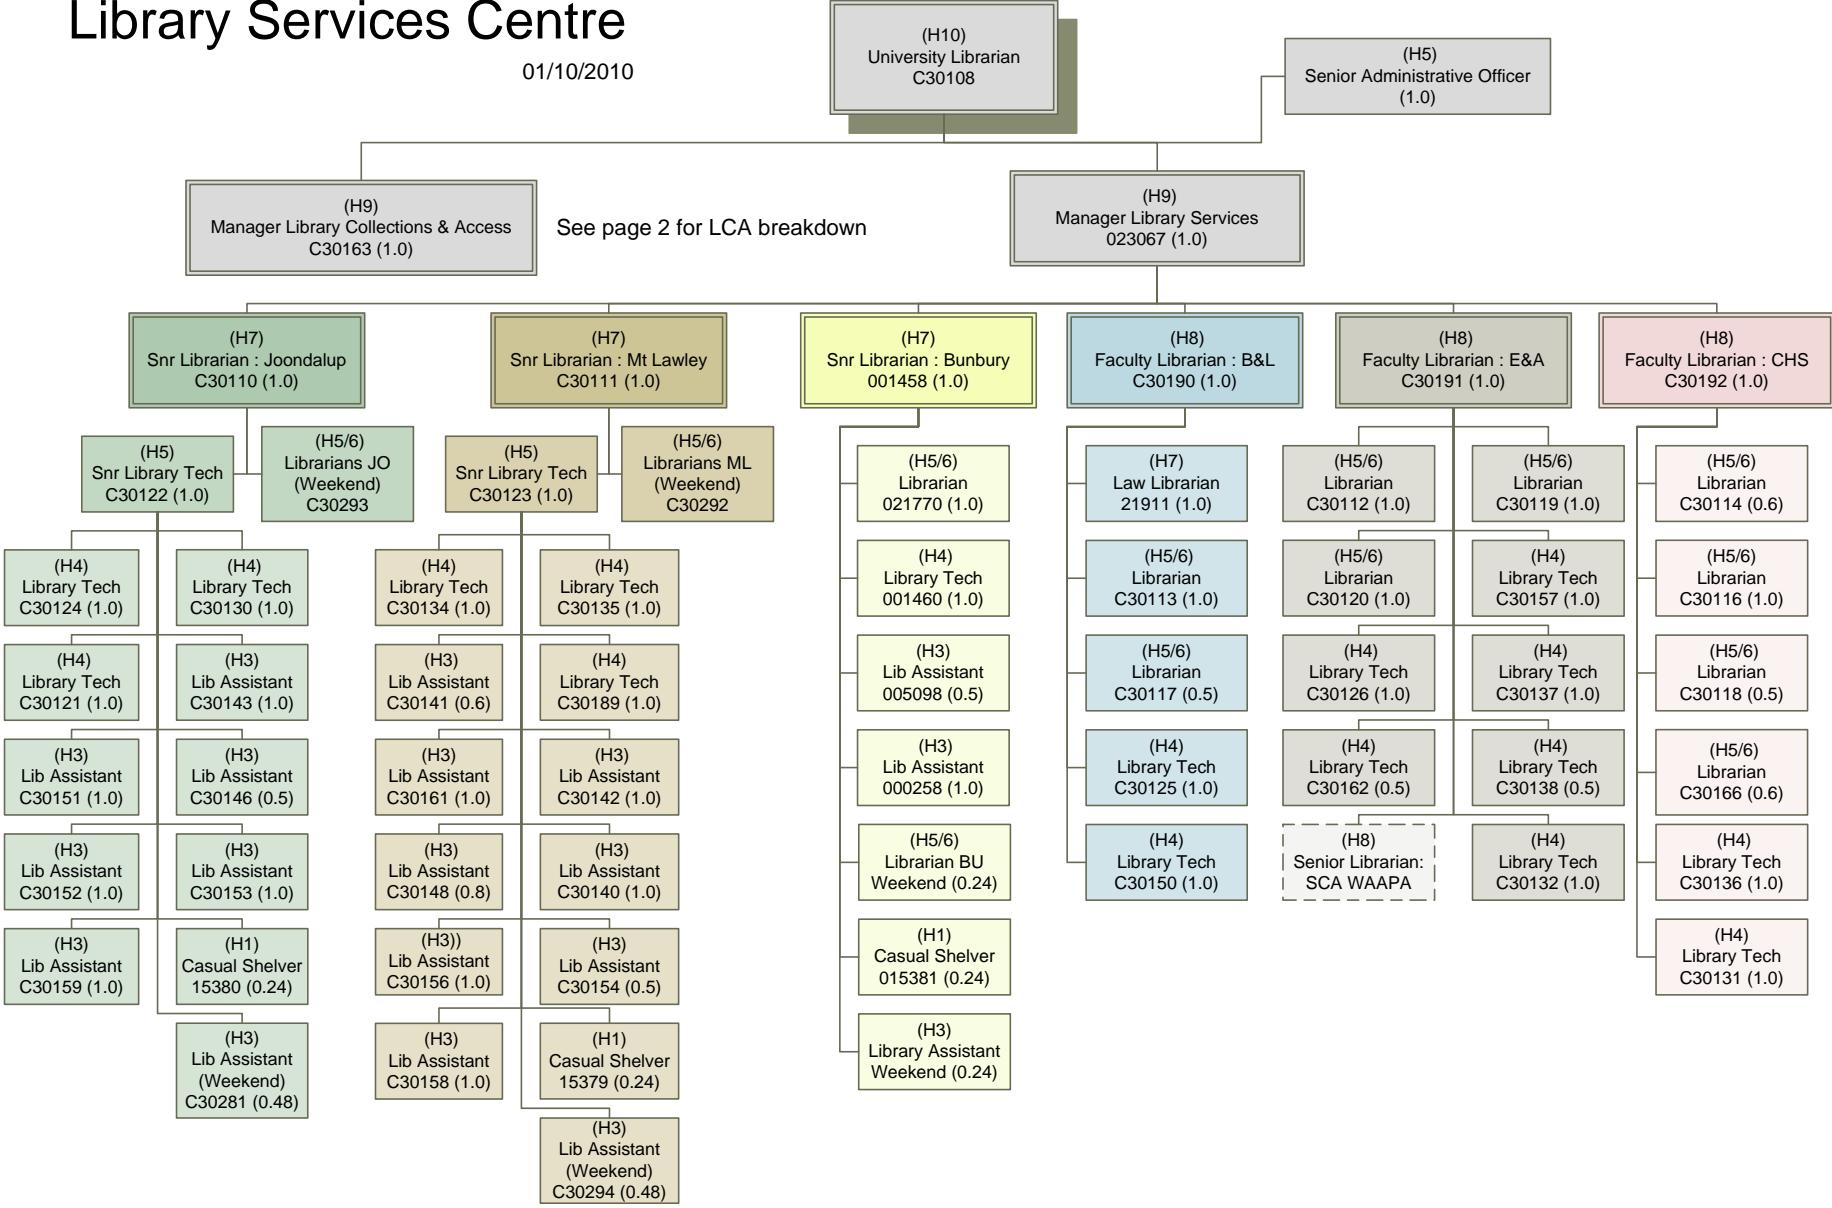 Library Services Centre
01/10/2010
(H10)
University Librarian
C30108
(H5)
Senior Administrative Officer
(1.0)
(H9)
Manager Library Collections & Access
C30163 (1.0)
See page 2 for LCA breakdown
(H9)
Manager Library Services
023067 (1.0)
(H7)
Snr Librarian : Joondalup
C30110 (1.0)
(H7)
Snr Librarian : Mt Lawley
C30111 (1.0)
(H7)
Snr Librarian : Bunbury
001458 (1.0)
(H8)
Faculty Librarian : B&L
C30190 (1.0)
(H8)
Faculty Librarian : E&A
C30191 (1.0)
(H8)
Faculty Librarian : CHS
C30192 (1.0)
(H5)
Snr Library Tech
C30122 (1.0)
(H5/6)
Librarians JO
(Weekend)
C30293
(H4)
Library Tech
C30124 (1.0)
(H4)
Library Tech
C30130 (1.0)
(H4)
Library Tech
C30121 (1.0)
(H3)
Lib Assistant
C30143 (1.0)
(H3)
Lib Assistant
C30151 (1.0)
(H3)
Lib Assistant
C30146 (0.5)
(H3)
Lib Assistant
C30152 (1.0)
(H3)
Lib Assistant
C30153 (1.0)
(H3)
Lib Assistant
C30159 (1.0)
(H1)
Casual Shelver
15380 (0.24)
(H3)
Lib Assistant
(Weekend)
C30281 (0.48)
(H5)
Snr Library Tech
C30123 (1.0)
(H5/6)
Librarians ML
(Weekend)
C30292
(H4)
Library Tech
C30134 (1.0)
(H4)
Library Tech
C30135 (1.0)
(H3)
Lib Assistant
C30141 (0.6)
(H4)
Library Tech
C30189 (1.0)
(H3)
Lib Assistant
C30161 (1.0)
(H3)
Lib Assistant
C30142 (1.0)
(H3)
Lib Assistant
C30148 (0.8)
(H3)
Lib Assistant
C30140 (1.0)
(H3))
Lib Assistant
C30156 (1.0)
(H3)
Lib Assistant
C30154 (0.5)
(H3)
Lib Assistant
C30158 (1.0)
(H1)
Casual Shelver
15379 (0.24)
(H3)
Lib Assistant
(Weekend)
C30294 (0.48)
(H5/6)
Librarian
021770 (1.0)
(H4)
Library Tech
001460 (1.0)
(H3)
Lib Assistant
005098 (0.5)
(H3)
Lib Assistant
000258 (1.0)
(H5/6)
Librarian BU
Weekend (0.24)
(H1)
Casual Shelver
015381 (0.24)
(H3)
Library Assistant
Weekend (0.24)
(H7)
Law Librarian
21911 (1.0)
(H5/6)
Librarian
C30113 (1.0)
(H5/6)
Librarian
C30117 (0.5)
(H4)
Library Tech
C30125 (1.0)
(H4)
Library Tech
C30150 (1.0)
(H5/6)
Librarian
C30112 (1.0)
(H5/6)
Librarian
C30119 (1.0)
(H5/6)
Librarian
C30120 (1.0)
(H4)
Library Tech
C30157 (1.0)
(H4)
Library Tech
C30126 (1.0)
(H4)
Library Tech
C30137 (1.0)
(H4)
Library Tech
C30162 (0.5)
(H4)
Library Tech
C30138 (0.5)
(H8)
Senior Librarian:
SCA WAAPA
(H4)
Library Tech
C30132 (1.0)
(H5/6)
Librarian
C30114 (0.6)
(H5/6)
Librarian
C30116 (1.0)
(H5/6)
Librarian
C30118 (0.5)
(H5/6)
Librarian
C30166 (0.6)
(H4)
Library Tech
C30136 (1.0)
(H4)
Library Tech
C30131 (1.0)